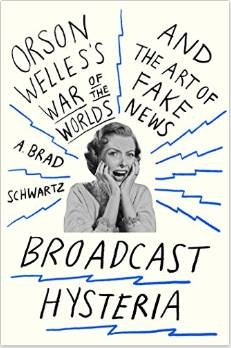 ORSON
WELLES'S
WAR OF THE
WORLDS
AND
THE ART OF
FAKE
NEWS
A. BRAD
SCHWARTZ
BROADCAST
HYSTERIA